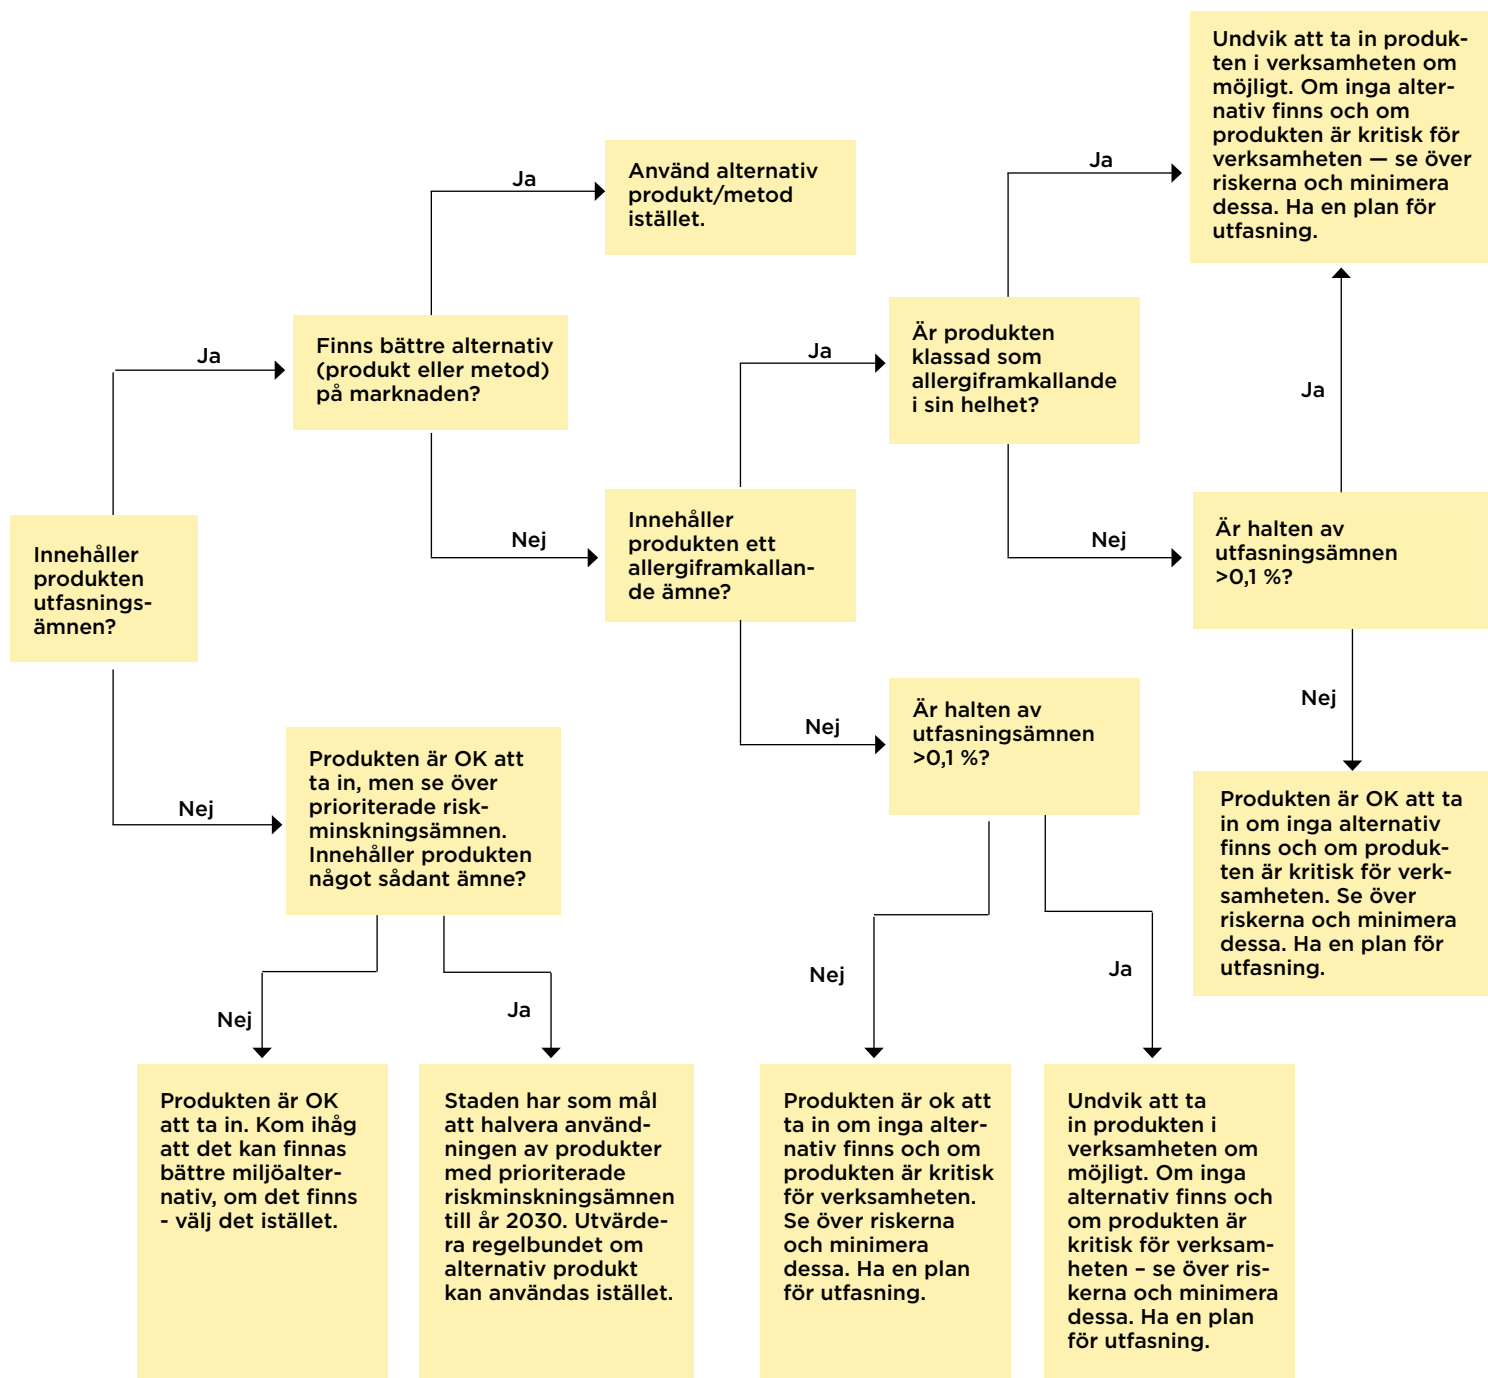 Innehåller
produkten
utfasnings-
ämnen?
Ja
Finns bättre alternativ
(produkt eller metod)
på marknaden?
Ja
Använd alternativ
produkt/metod
istället.
Nej
Innehåller
produkten ett
allergiframkallan-
de ämne?
Ja
Är produkten
klassad som
allergiframkallande
i sin helhet?
Ja
Undvik att ta in produk-
ten i verksamheten om
möjligt. Om inga alter-
nativ finns och om
produkten är kritisk för
verksamheten — se över
riskerna och minimera
dessa. Ha en plan för
utfasning.
Nej
Är halten av
utfasningsämnen
>0,1 %?
Ja
Nej
Produkten är OK att ta
in om inga alternativ
finns och om produk-
ten är kritisk för verk-
samheten. Se över
riskerna och minimera
dessa. Ha en plan för
utfasning.
Nej
Är halten av
utfasningsämnen
>0,1 %?
Nej
Produkten är ok att
ta in om inga alter-
nativ finns och om
produkten är kritisk
för verksamheten.
Se över riskerna
och minimera
dessa. Ha en plan
för utfasning.
Ja
Undvik att ta
in produkten i
verksamheten om
möjligt. Om inga
alternativ finns och
om produkten är
kritisk för verksam-
heten – se över ris-
kerna och minimera
dessa. Ha en plan
för utfasning.
Nej
Produkten är OK att
ta in, men se över
prioriterade risk-
minskningsämnen.
Innehåller produkten
något sådant ämne?
Nej
Produkten är OK
att ta in. Kom ihåg
att det kan finnas
bättre miljöalter-
nativ, om det finns
- välj det istället.
Ja
Staden har som mål
att halvera använd-
ningen av produkter
med prioriterade
riskminskningsämnen
till år 2030. Utvärde-
ra regelbundet om
alternativ produkt
kan användas istället.